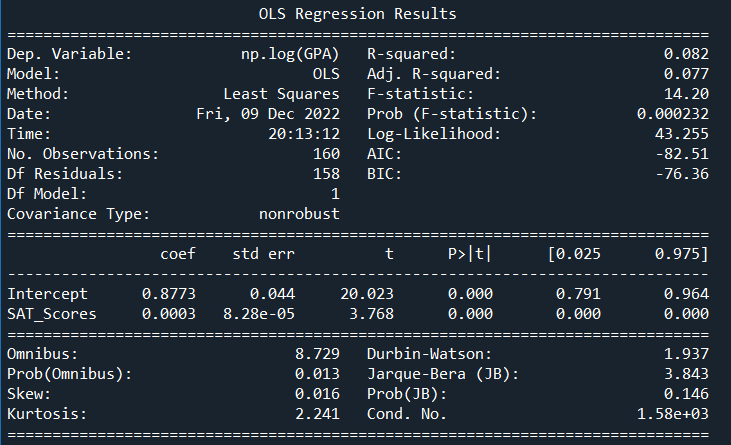 OLS Regression Results
==============================================================================
Dep. Variable:            np.log(GPA)   R-squared:                       0.082
Model:                            OLS   Adj. R-squared:                  0.077
Method:                 Least Squares   F-statistic:                     14.20
Date:                Fri, 09 Dec 2022   Prob (F-statistic):           0.000232
Time:                        20:13:12   Log-Likelihood:                 43.255
No. Observations:                 160   AIC:                            -82.51
Df Residuals:                     158   BIC:                            -76.36
Df Model:                           1
Covariance Type:            nonrobust
==============================================================================
                 coef    std err          t      P>|t|      [0.025      0.975]
------------------------------------------------------------------------------
Intercept      0.8773      0.044     20.023      0.000       0.791       0.964
SAT_Scores     0.0003   8.28e-05      3.768      0.000       0.000       0.000
==============================================================================
Omnibus:                        8.729   Durbin-Watson:                   1.937
Prob(Omnibus):                  0.013   Jarque-Bera (JB):                3.843
Skew:                           0.016   Prob(JB):                        0.146
Kurtosis:                       2.241   Cond. No.                     1.58e+03
==============================================================================